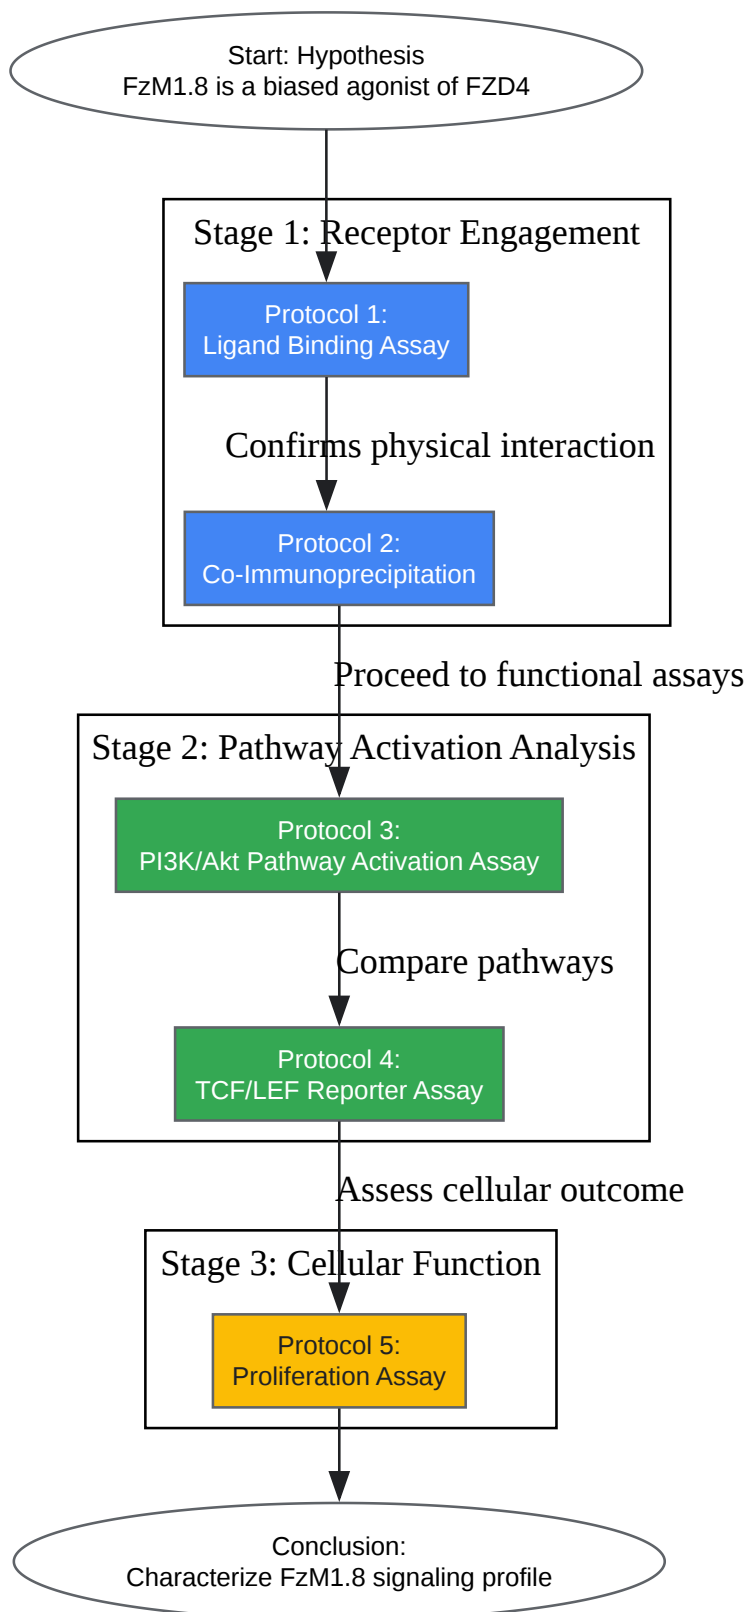 Start: Hypothesis
FzM1.8 is a biased agonist of FZD4
Stage 1: Receptor Engagement
Protocol 1:
Ligand Binding Assay
Confirms physical interaction
Protocol 2:
Co-Immunoprecipitation
Proceed to functional assays
Stage 2: Pathway Activation Analysis
Protocol 3:
PI3K/Akt Pathway Activation Assay
Compare pathways
Protocol 4:
TCF/LEF Reporter Assay
Assess cellular outcome
Stage 3: Cellular Function
Protocol 5:
Proliferation Assay
Conclusion:
Characterize FzM1.8 signaling profile